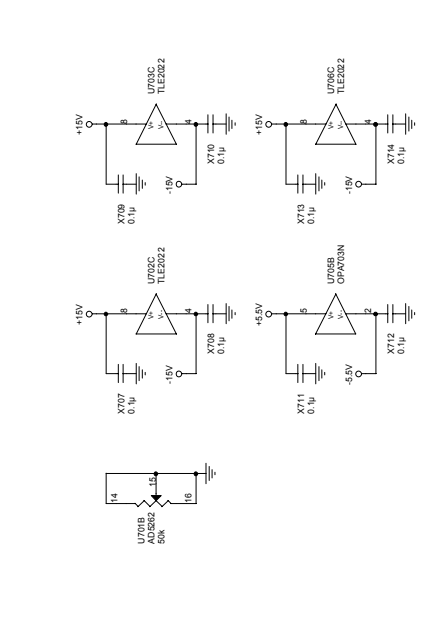 U703C
TLE2022
+15V
8
V+
V-
4
X709
0.1µ
-15V
X710
0.1µ
U706C
TLE2022
+15V
8
V+
V-
4
X713
0.1µ
-15V
X714
0.1µ
U702C
TLE2022
+15V
8
V+
V-
4
X707
0.1µ
-15V
X708
0.1µ
U705B
OPA703N
+5.5V
5
V+
V-
2
X711
0.1µ
-5.5V
X712
0.1µ
14
15
16
U701B
AD5262
50k